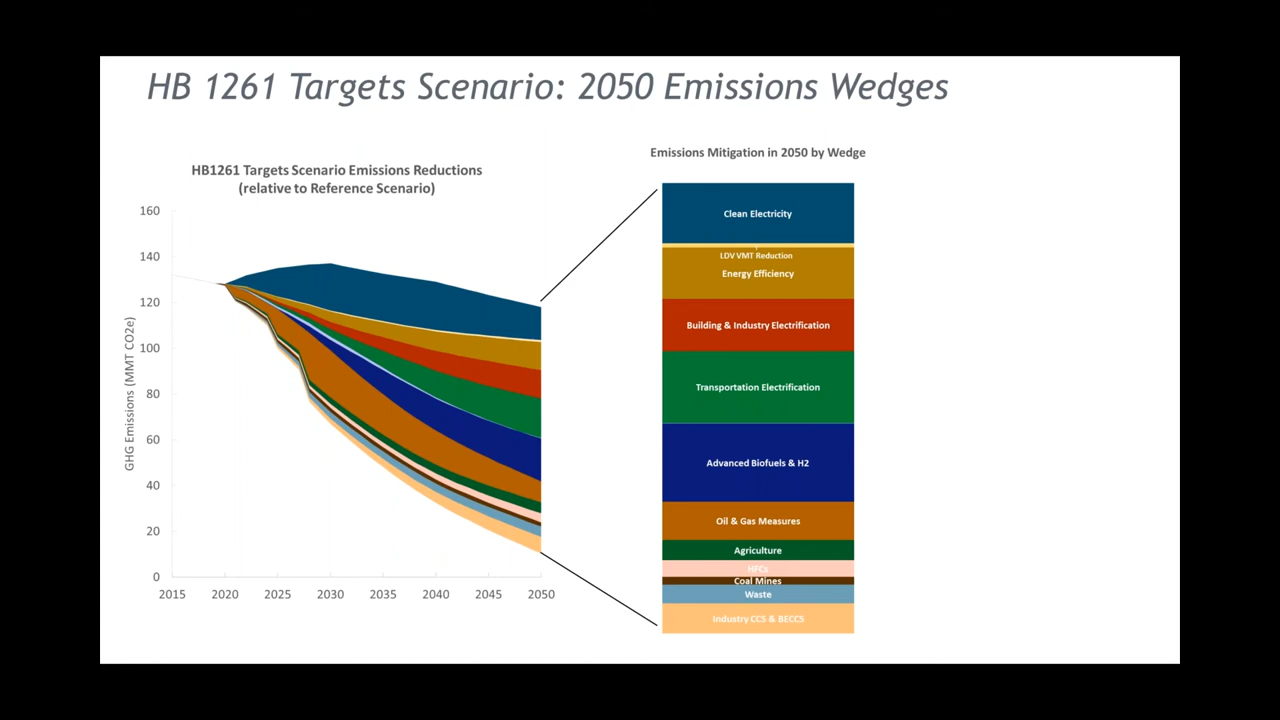 HB 1261 Targets Scenario: 2050 Emissions Wedges
HB1261 Targets Scenario Emissions Reductions
(relative to Reference Scenario)
GHG Emissions (MMT CO2e)
160
140
120
100
80
60
40
20
0
2015 2020 2025 2030 2035 2040 2045 2050
Emissions Mitigation in 2050 by Wedge
Clean Electricity
LDV VMT Reduction
Energy Efficiency
Building & Industry Electrification
Transportation Electrification
Advanced Biofuels & H2
Oil & Gas Measures
Agriculture
HFCs
Coal Mines
Waste
Industry CCS & BECCS